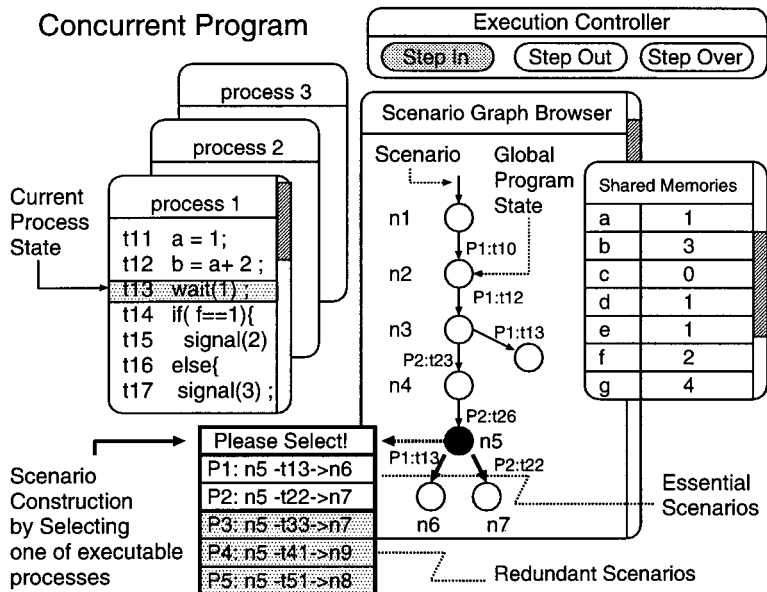 Concurrent Program
Execution Controller
Step In
Step Out
Step Over
process 3
process 2
process 1
Current
Process
State
t11 a = 1;
t12 b = a+ 2 ;
t13 wait(1) ;
t14 if( f==1){
t15 signal(2)
t16 else{
t17 signal(3) ;
Scenario Graph Browser
Scenario
Global
Program
State
n1
P1:t10
n2
P1:t12
n3
P1:t13
P2:t23
n4
P2:t26
n5
P1:t13
P2:t22
n6
n7
Shared Memories
a 1
b 3
c 0
d 1
e 1
f 2
g 4
Scenario
Construction
by Selecting
one of executable
processes
Please Select!
P1: n5 -t13->n6
P2: n5 -t22->n7
P3: n5 -t33->n7
P4: n5 -t41->n9
P5: n5 -t51->n8
Essential
Scenarios
Redundant Scenarios